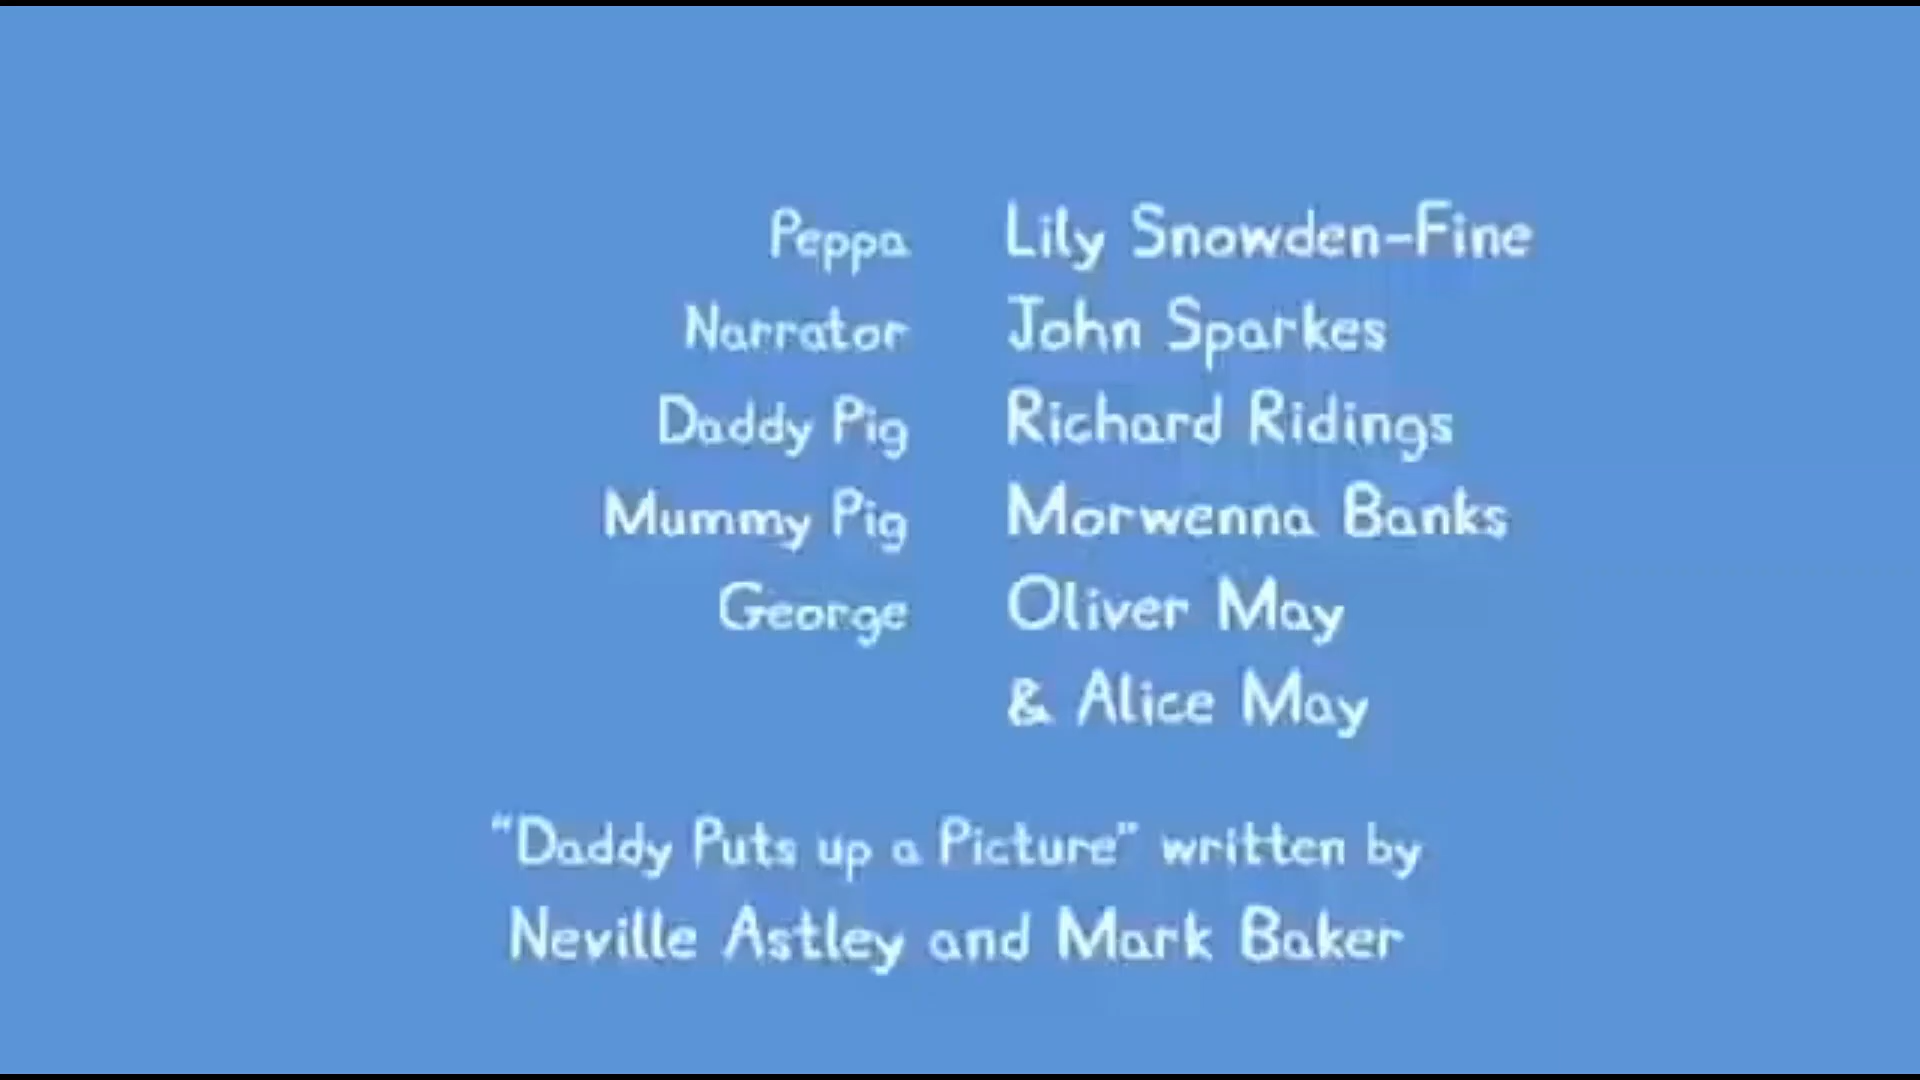 Peppa Lily Snowden-Fine
Narrator John Sparkes
Daddy Pig Richard Ridings
Mummy Pig Morwenna Banks
George Oliver May
& Alice May
"Daddy Puts up a Picture" written by
Neville Astley and Mark Baker